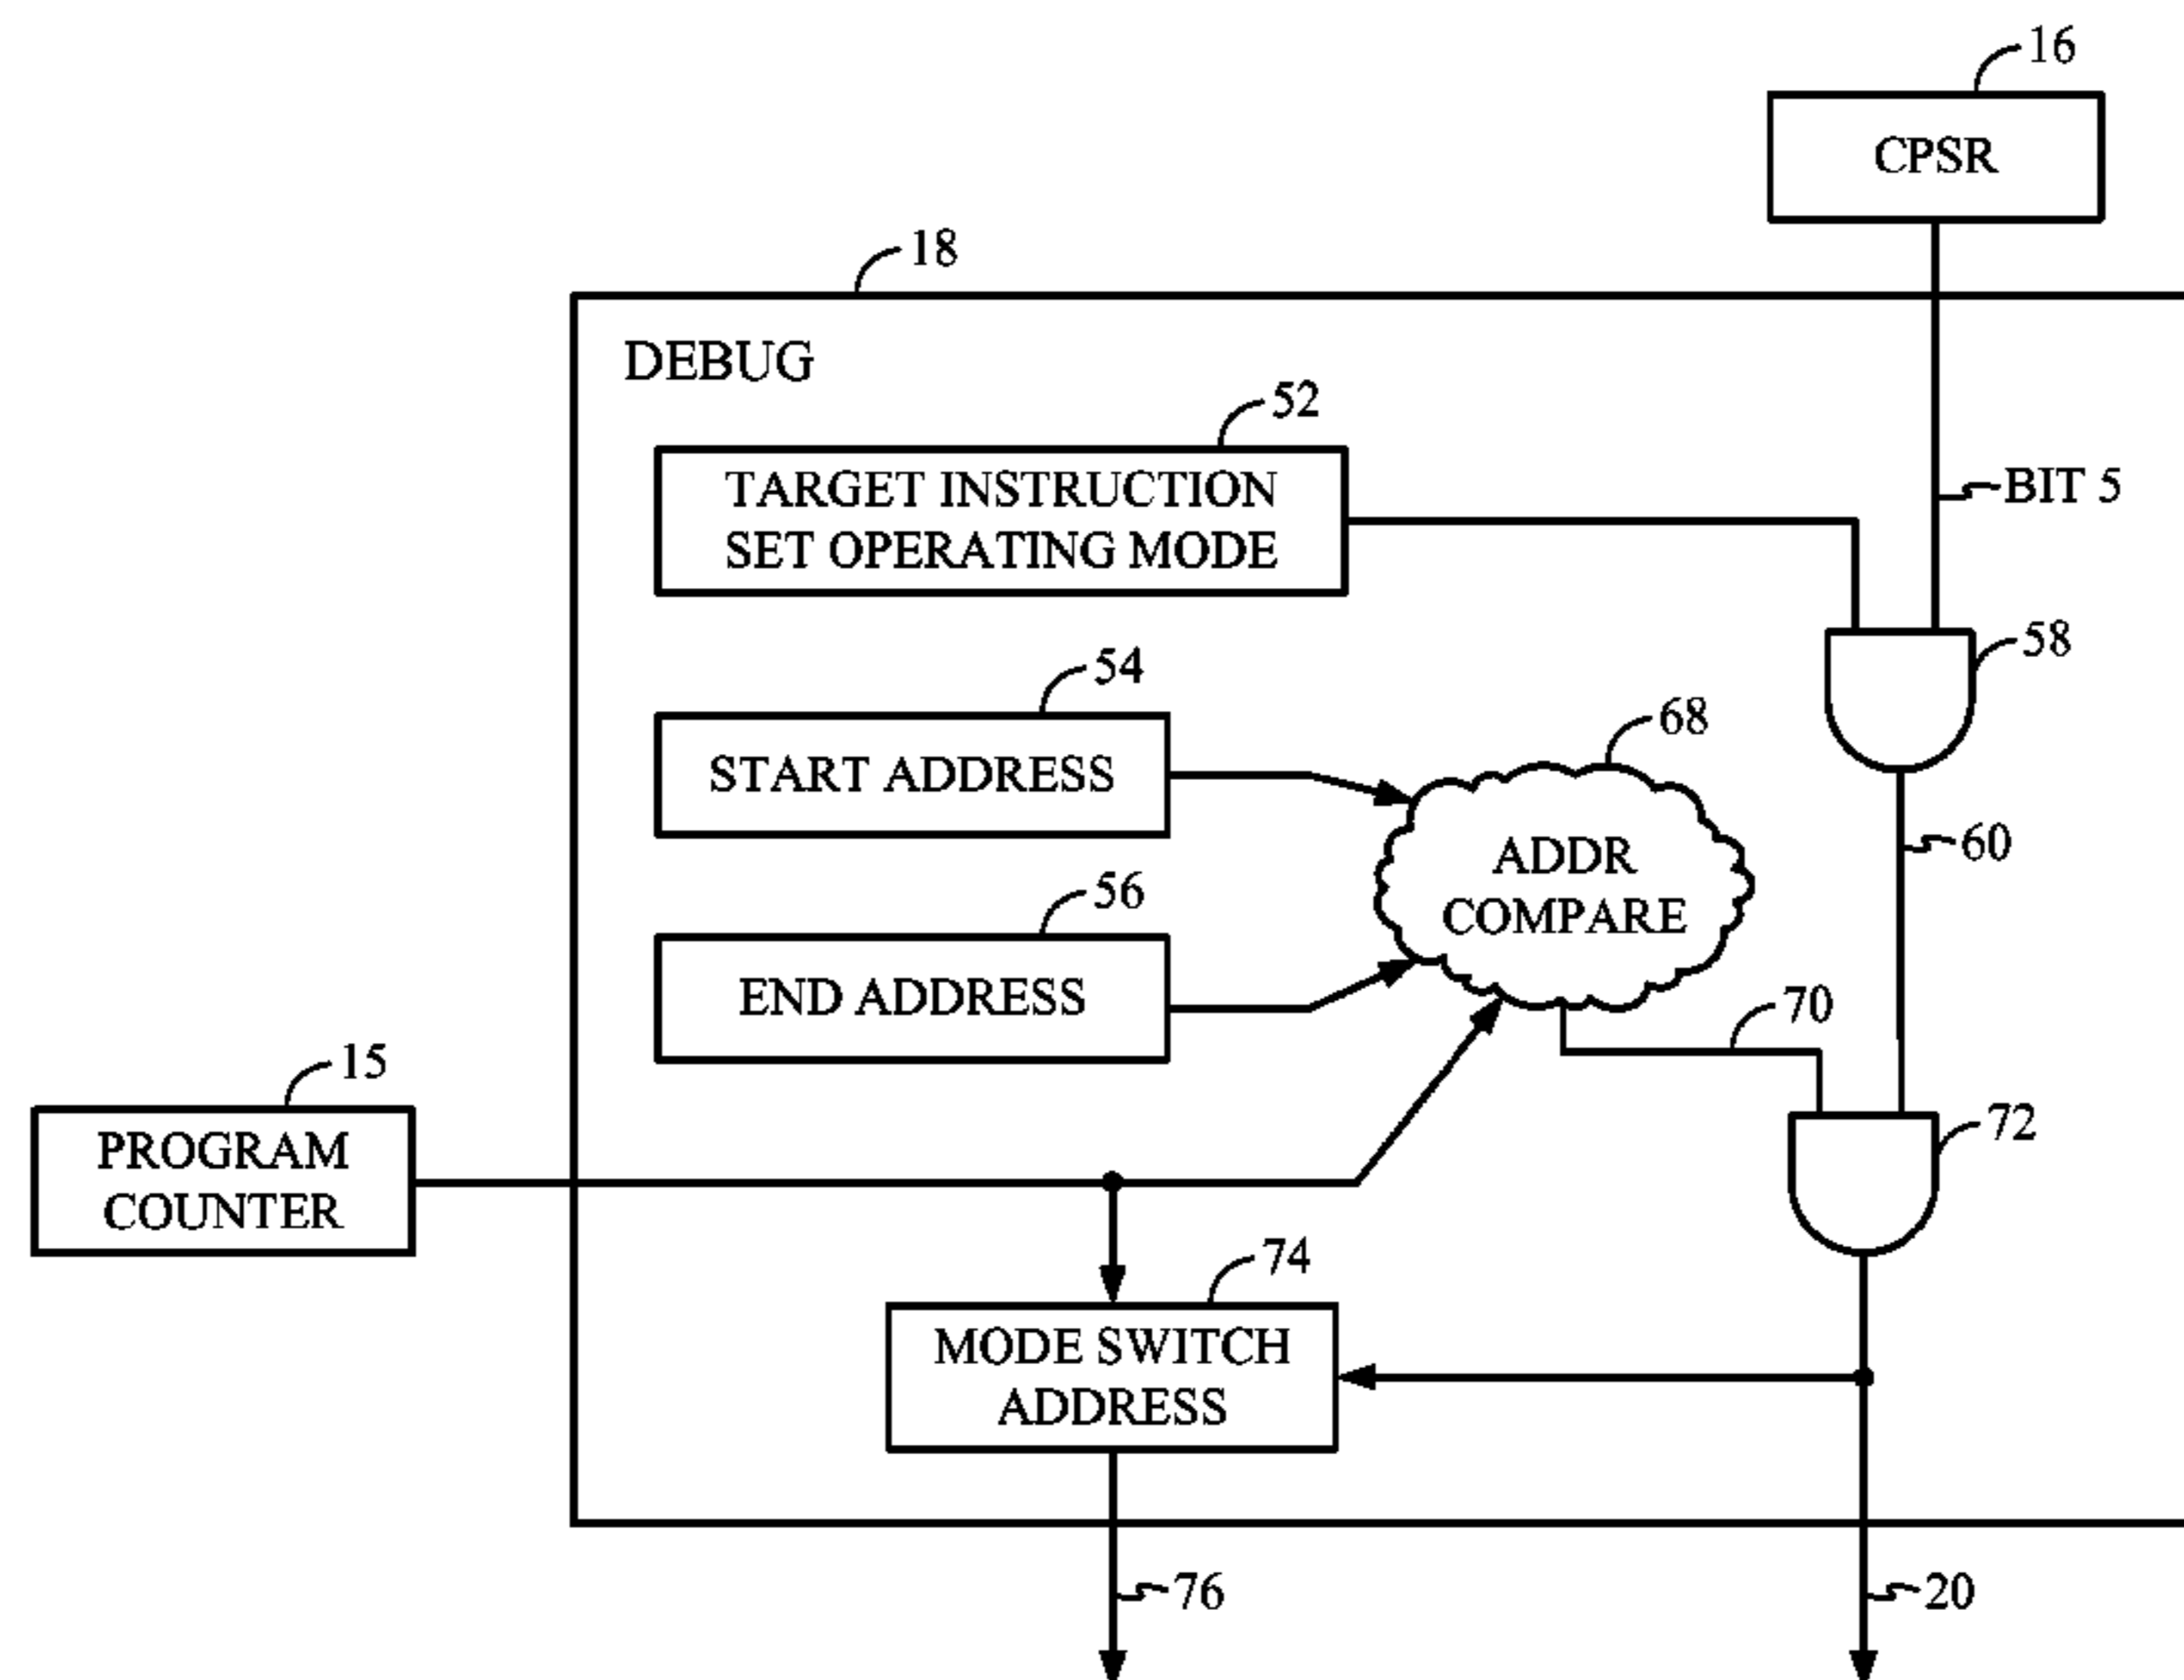 16
CPSR
18
DEBUG
52
TARGET INSTRUCTION
SET OPERATING MODE
BIT 5
58
54
START ADDRESS
68
ADDR
COMPARE
60
56
END ADDRESS
70
15
PROGRAM
COUNTER
72
74
MODE SWITCH
ADDRESS
76
20